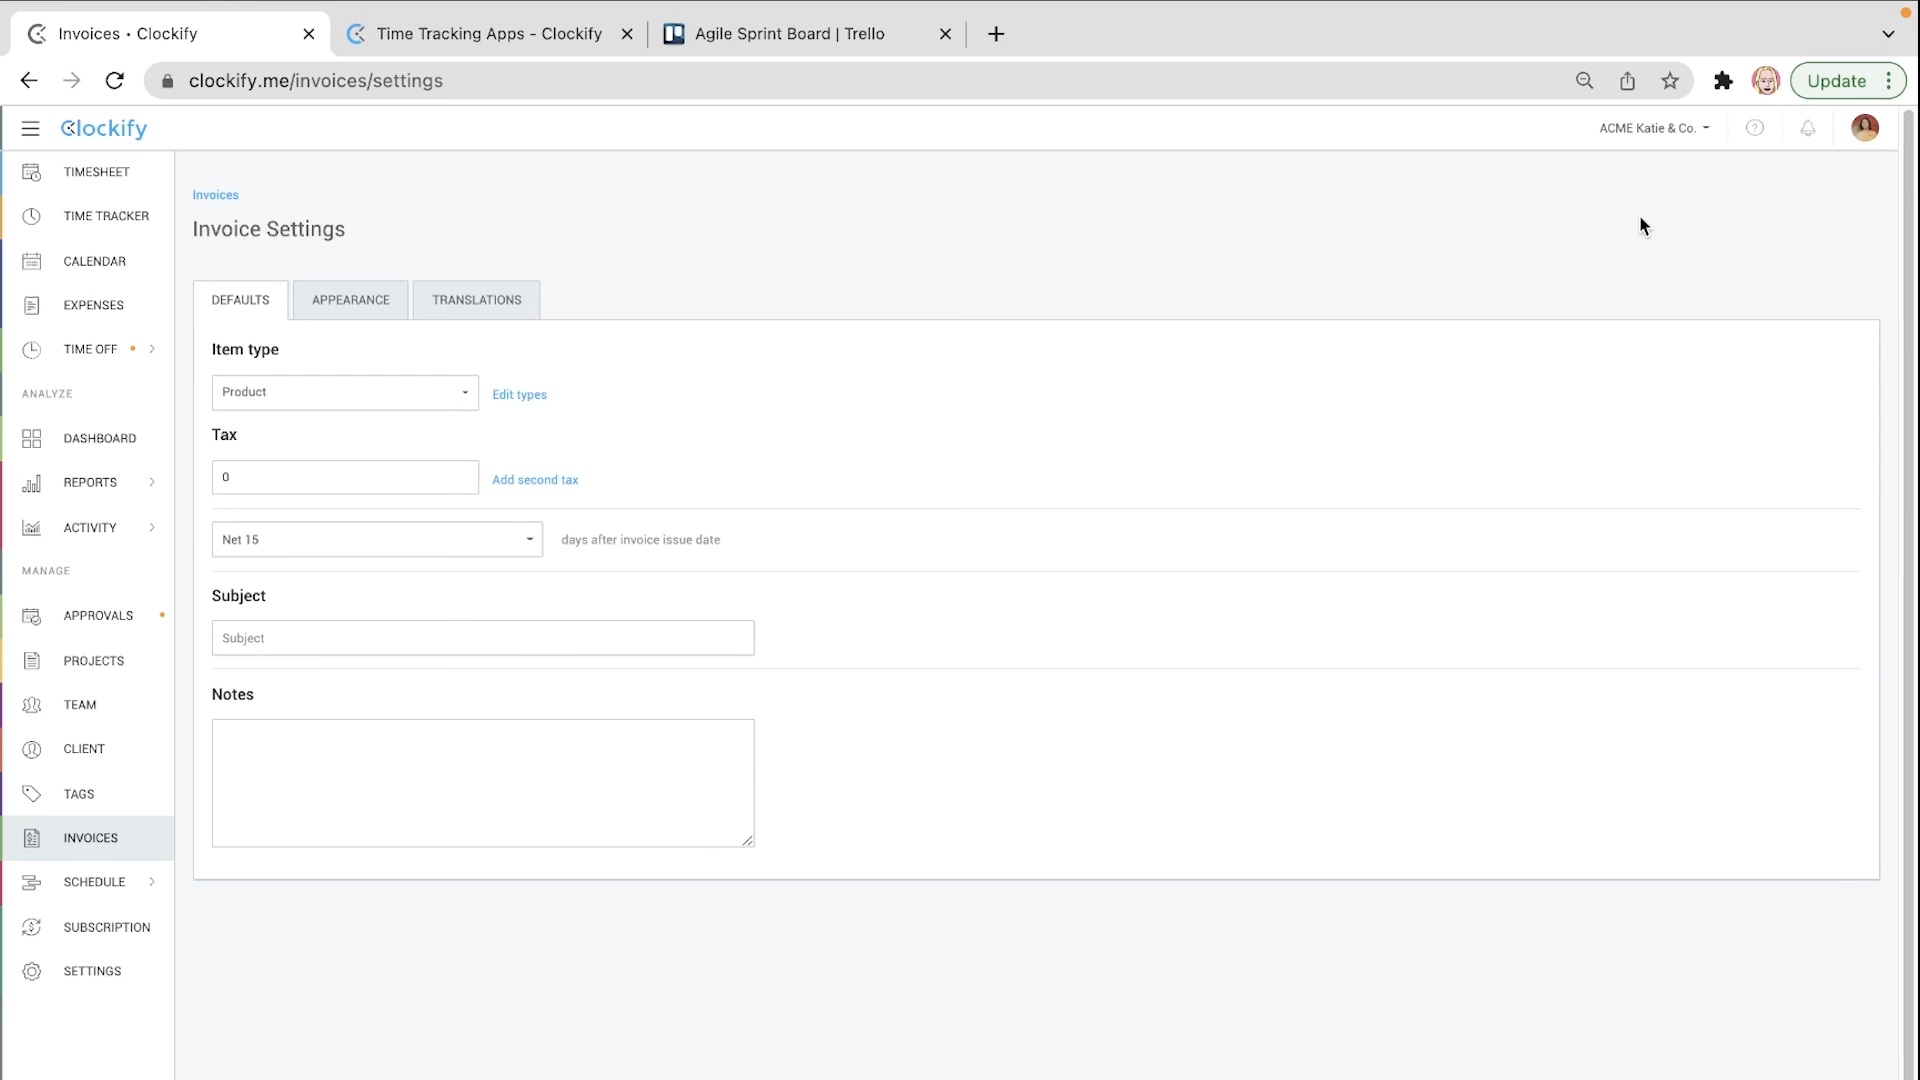 Invoices • Clockify
Time Tracking Apps - Clockify
Agile Sprint Board | Trello
clockify.me/invoices/settings
Update
Clockify
ACME Katie & Co.
TIMESHEET
TIME TRACKER
CALENDAR
EXPENSES
TIME OFF
ANALYZE
DASHBOARD
REPORTS
ACTIVITY
MANAGE
APPROVALS
PROJECTS
TEAM
CLIENT
TAGS
INVOICES
SCHEDULE
SUBSCRIPTION
SETTINGS
Invoices
Invoice Settings
DEFAULTS APPEARANCE TRANSLATIONS
Item type
Product Edit types
Tax
0 Add second tax
Net 15 days after invoice issue date
Subject
Subject
Notes